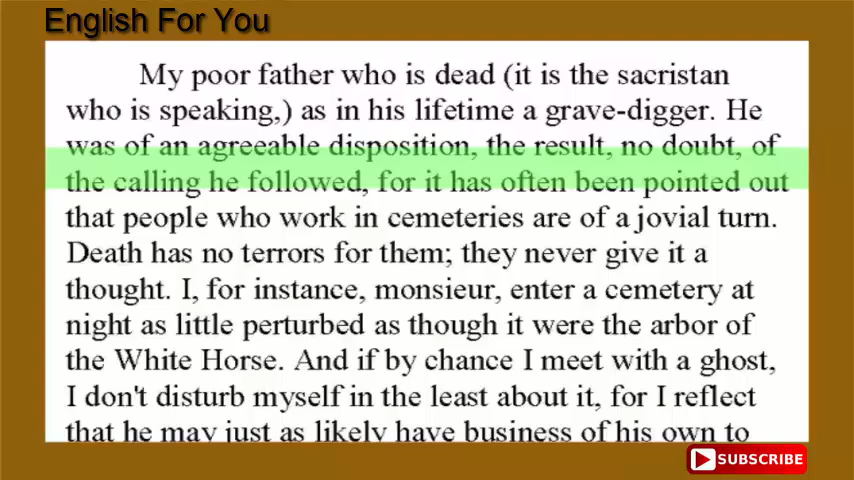 English For You
My poor father who is dead (it is the sacristan
who is speaking,) as in his lifetime a grave-digger. He
was of an agreeable disposition, the result, no doubt, of
the calling he followed, for it has often been pointed out
that people who work in cemeteries are of a jovial turn.
Death has no terrors for them; they never give it a
thought. I, for instance, monsieur, enter a cemetery at
night as little perturbed as though it were the arbor of
the White Horse. And if by chance I meet with a ghost,
I don't disturb myself in the least about it, for I reflect
that he may just as likely have business of his own to
SUBSCRIBE